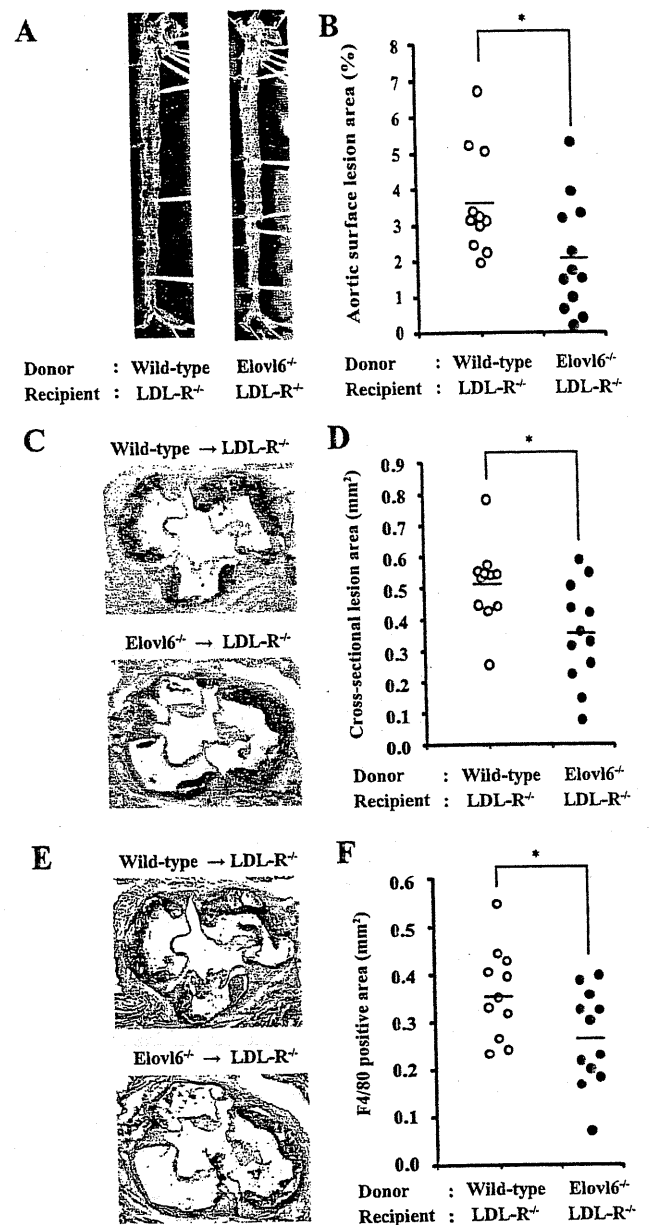 A
Donor : Wild-type Elovl6-/-
Recipient : LDL-R-/- LDL-R-/-
B
*
Aortic surface lesion area (%)
8
7
6
5
4
3
2
1
0
Donor : Wild-type Elovl6-/-
Recipient : LDL-R-/- LDL-R-/-
C
Wild-type → LDL-R-/-
Elovl6-/- → LDL-R-/-
D
*
Cross-sectional lesion area (mm²)
0.9
0.8
0.7
0.6
0.5
0.4
0.3
0.2
0.1
0.0
Donor : Wild-type Elovl6-/-
Recipient : LDL-R-/- LDL-R-/-
E
Wild-type → LDL-R-/-
Elovl6-/- → LDL-R-/-
F
*
F4/80 positive area (mm²)
0.6
0.5
0.4
0.3
0.2
0.1
0.0
Donor : Wild-type Elovl6-/-
Recipient : LDL-R-/- LDL-R-/-